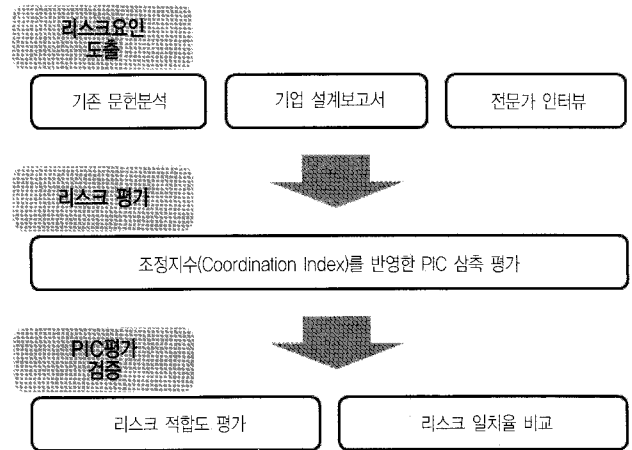 리스크요인
도출
기존 문헌분석
기업 설계보고서
전문가 인터뷰
리스크 평가
조정지수(Coordination Index)를 반영한 PIC 삼축 평가
PIC평가
검증
리스크 적합도 평가
리스크 일치율 비교